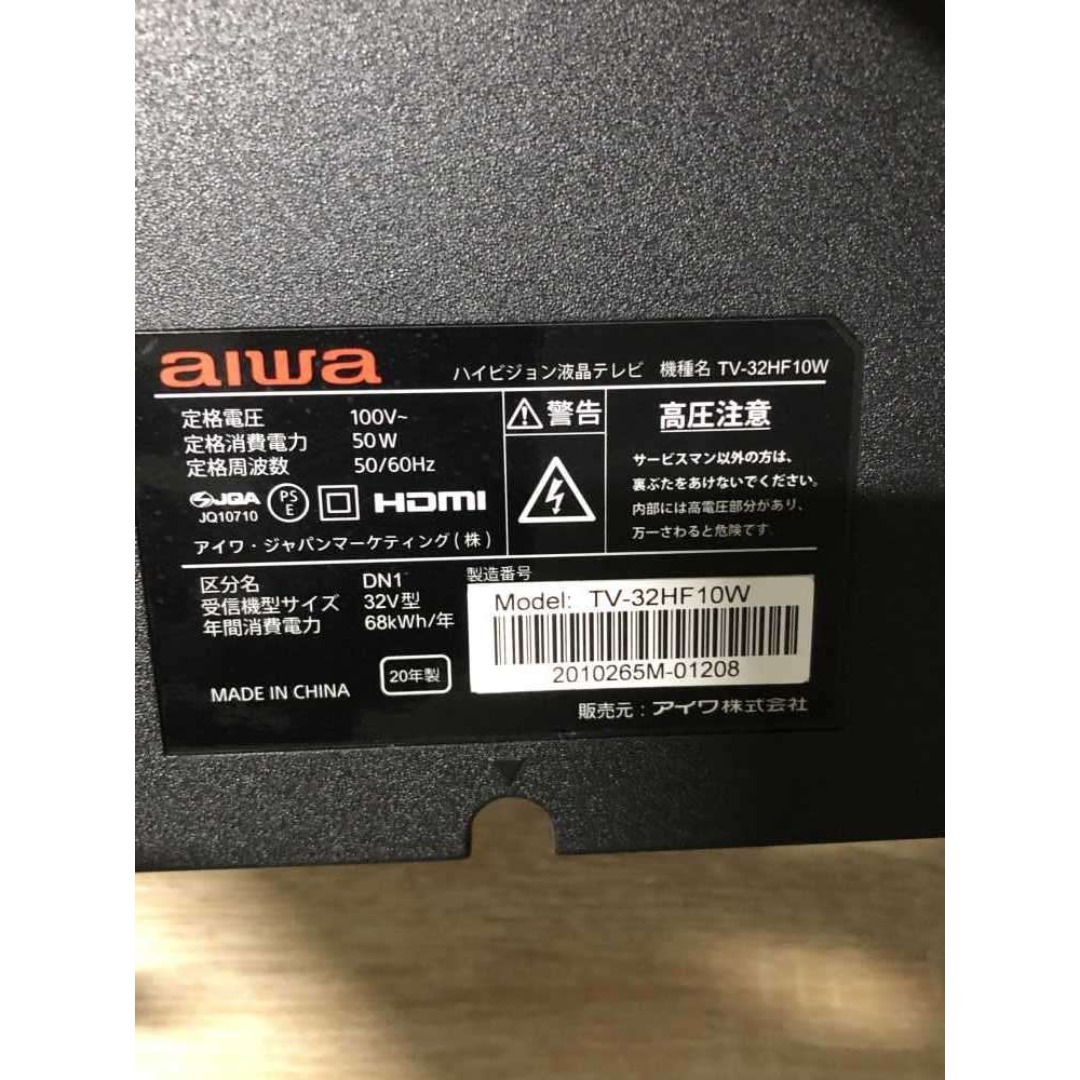 aiwa
ハイビジョン液晶テレビ 機種名 TV-32HF10W
定格電圧 100V~
定格消費電力 50W
定格周波数 50/60Hz
JQA
JQ10710
PS
E
HDMI
アイワ・ジャパンマーケティング(株)
警告
高圧注意
サービスマン以外の方は、
裏ぶたをあけないでください。
内部には高電圧部分があり、
万一さわると危険です
区分名 DN1
受信機型サイズ 32V型
年間消費電力 68kWh/年
MADE IN CHINA
20年製
製造番号
Model: TV-32HF10W
2010265M-01208
販売元：アイワ株式会社